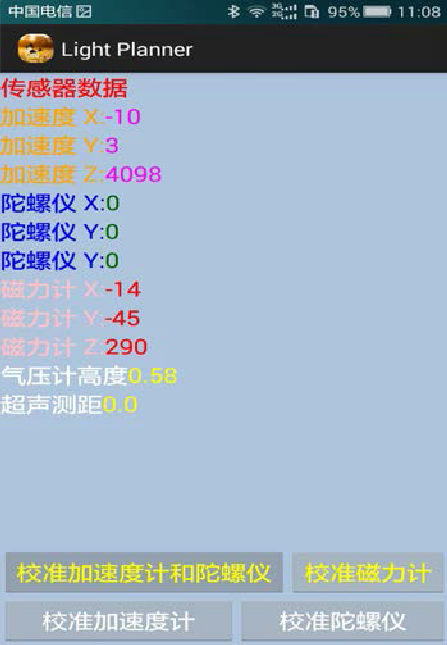 中国电信 95% 11:08
Light Planner
传感器数据
加速度 X:-10
加速度 Y:3
加速度 Z:4098
陀螺仪 X:0
陀螺仪 Y:0
陀螺仪 Y:0
磁力计 X:-14
磁力计 Y:-45
磁力计 Z:290
气压计高度0.58
超声测距0.0
校准加速度计和陀螺仪 校准磁力计
校准加速度计 校准陀螺仪